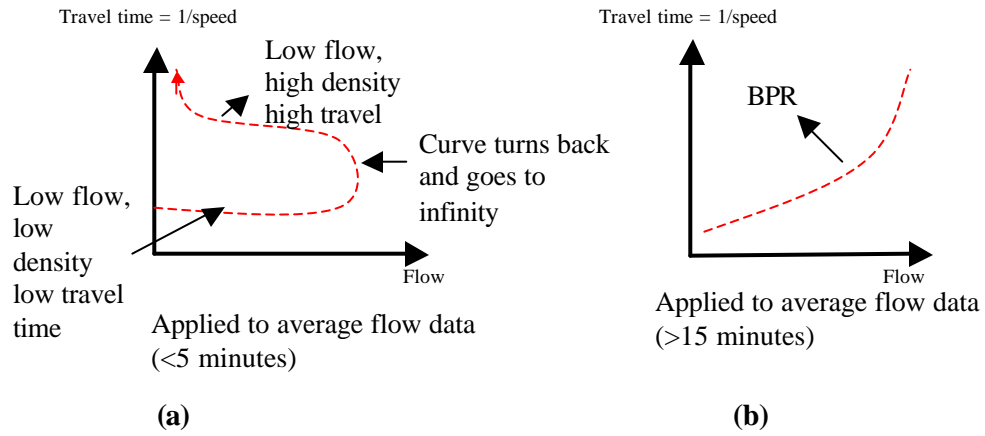 Travel time = 1/speed
Low flow,
high density
high travel
Curve turns back
and goes to
infinity
Low flow,
low
density
low travel
time
Flow
Applied to average flow data
(<5 minutes)
(a)
Travel time = 1/speed
BPR
Flow
Applied to average flow data
(>15 minutes)
(b)